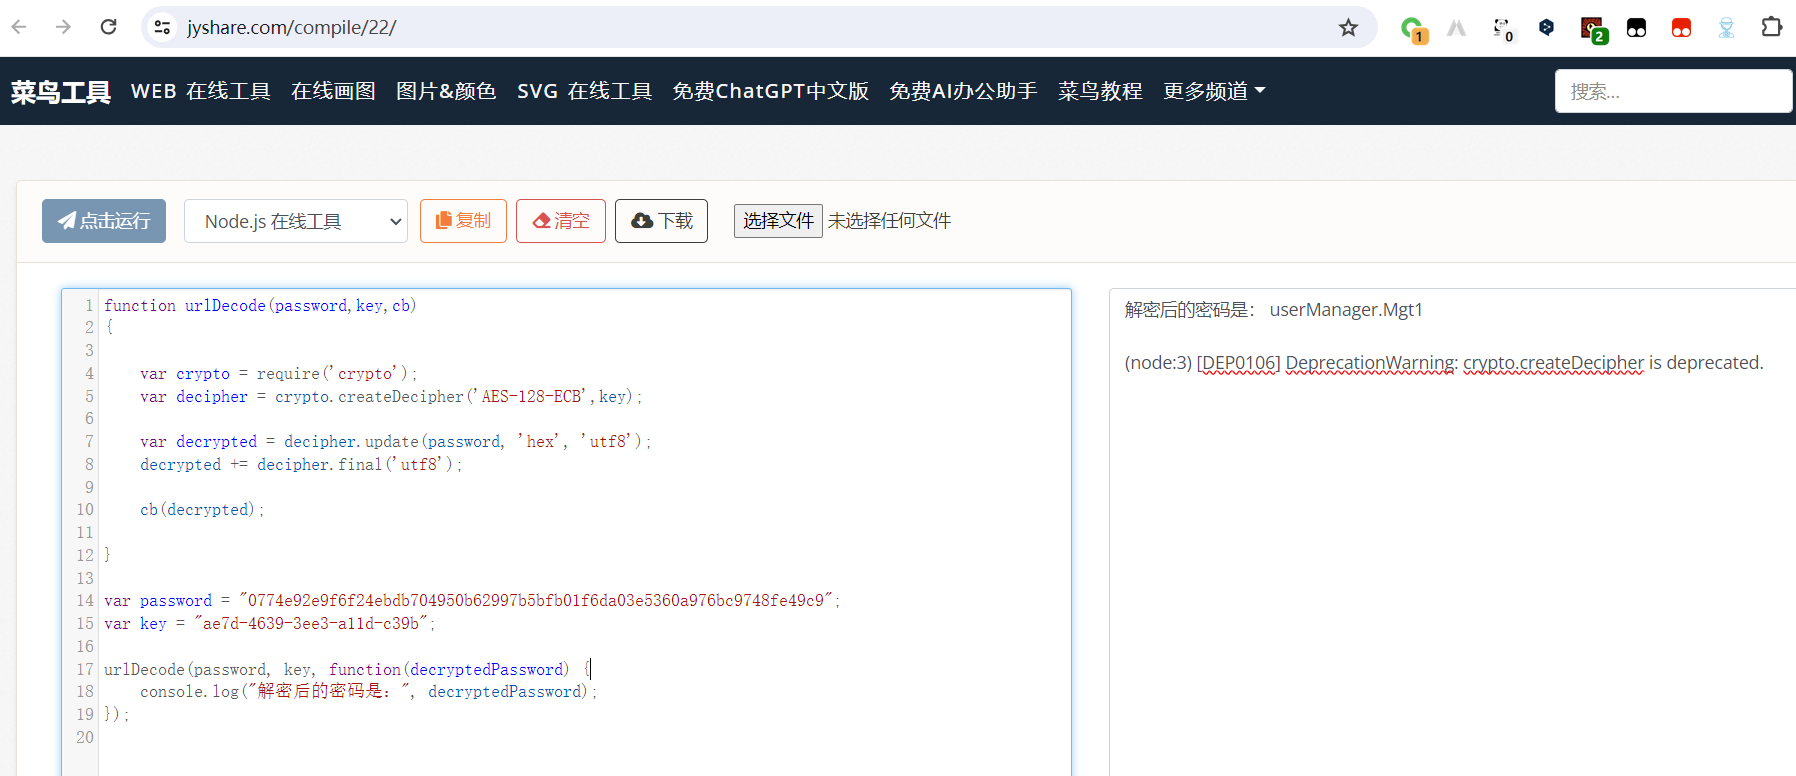 jyshare.com/compile/22/
1
0
2
菜鸟工具 WEB 在线工具 在线画图 图片&颜色 SVG 在线工具 免费ChatGPT中文版 免费AI办公助手 菜鸟教程 更多频道 搜索...
点击运行 Node.js 在线工具 复制 清空 下载 选择文件 未选择任何文件
1 function urlDecode(password,key,cb)
2 {
3
4 var crypto = require('crypto');
5 var decipher = crypto.createDecipher('AES-128-ECB',key);
6
7 var decrypted = decipher.update(password, 'hex', 'utf8');
8 decrypted += decipher.final('utf8');
9
10 cb(decrypted);
11
12 }
13
14 var password = "0774e92e9f6f24ebdb704950b62997b5bfb01f6da03e5360a976bc9748fe49c9";
15 var key = "ae7d-4639-3ee3-a11d-c39b";
16
17 urlDecode(password, key, function(decryptedPassword) {
18 console.log("解密后的密码是：", decryptedPassword);
19 });
20
解密后的密码是： userManager.Mgt1
(node:3) [DEP0106] DeprecationWarning: crypto.createDecipher is deprecated.